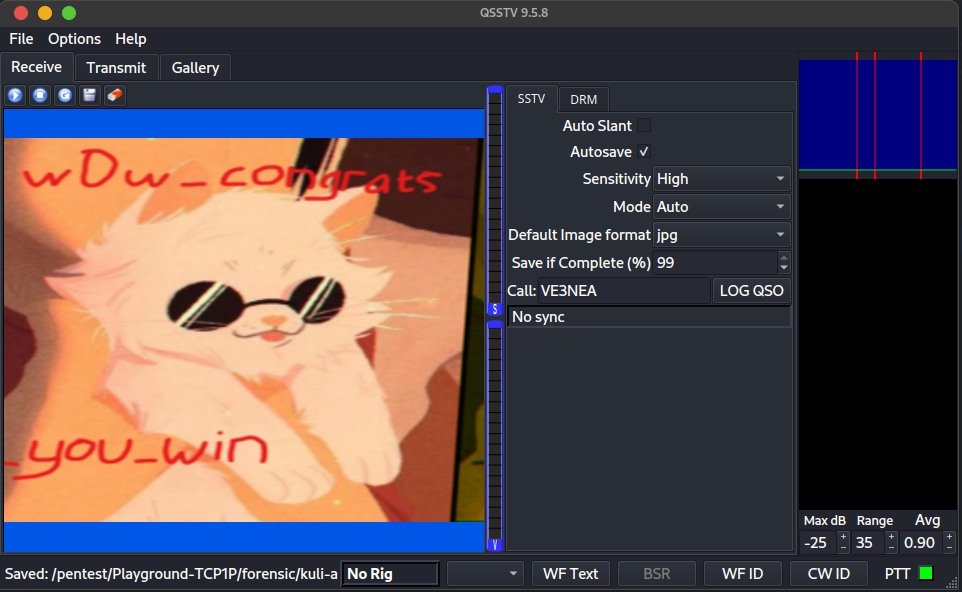 QSSTV 9.5.8
File Options Help
Receive Transmit Gallery
wDw_congrats
_you_win
S
V
SSTV DRM
Auto Slant
Autosave ✓
Sensitivity High
Mode Auto
Default Image format jpg
Save if Complete (%) 99
Call: VE3NEA LOG QSO
No sync
Max dB Range Avg
-25 + - 35 + - 0.90 + -
Saved: /pentest/Playground-TCP1P/forensic/kuli-a No Rig WF Text BSR WF ID CW ID PTT